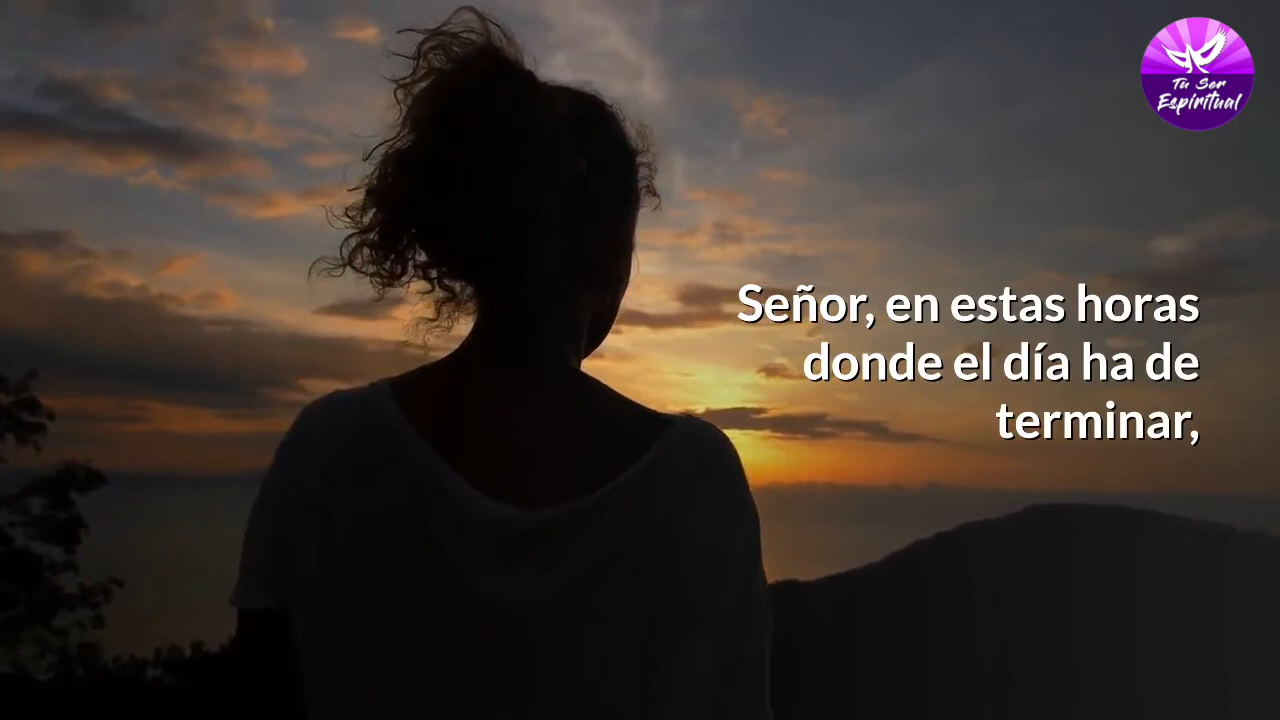 Tu Ser
Espiritual
Señor, en estas horas
donde el día ha de
terminar,